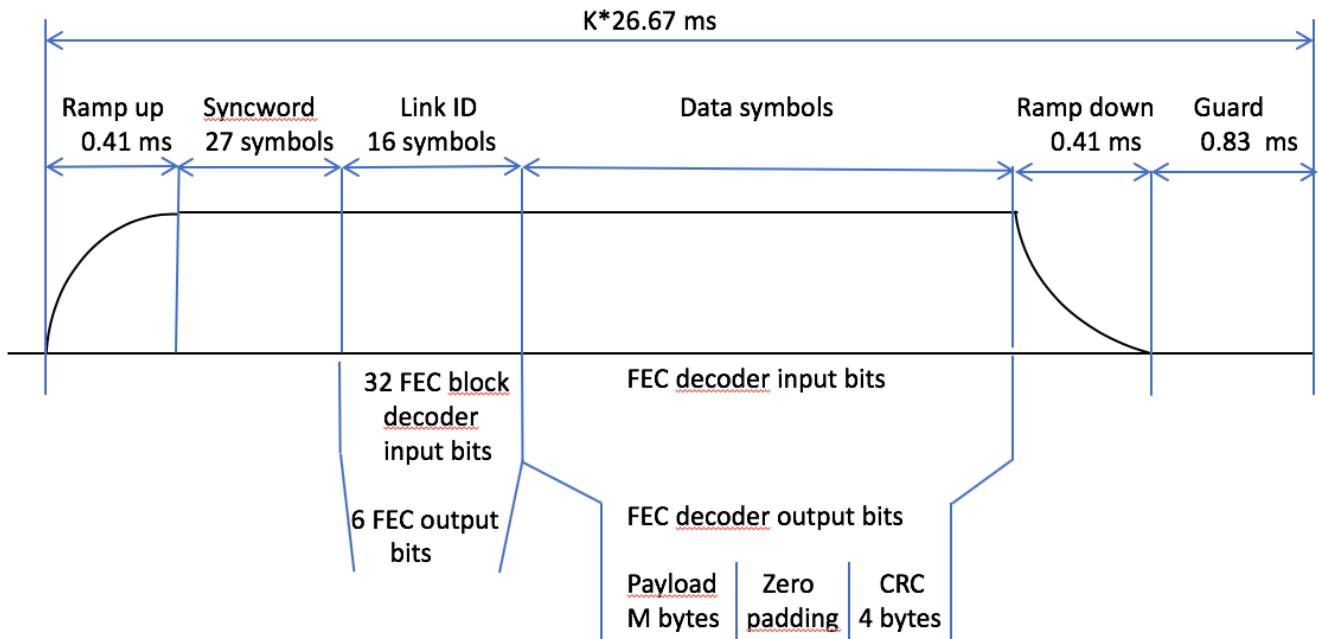 K*26.67 ms
Ramp up
0.41 ms
Syncword
27 symbols
Link ID
16 symbols
Data symbols
Ramp down
0.41 ms
Guard
0.83 ms
32 FEC block
decoder
input bits
FEC decoder input bits
6 FEC output
bits
FEC decoder output bits
Payload
M bytes
Zero
padding
CRC
4 bytes